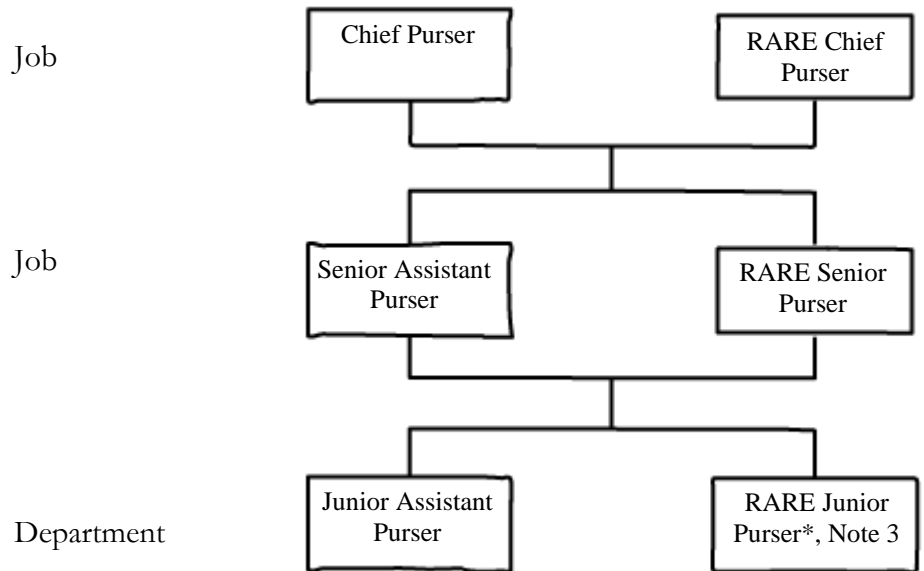 Job
Chief Purser
RARE Chief
Purser
Job
Senior Assistant
Purser
RARE Senior
Purser
Department
Junior Assistant
Purser
RARE Junior
Purser*, Note 3